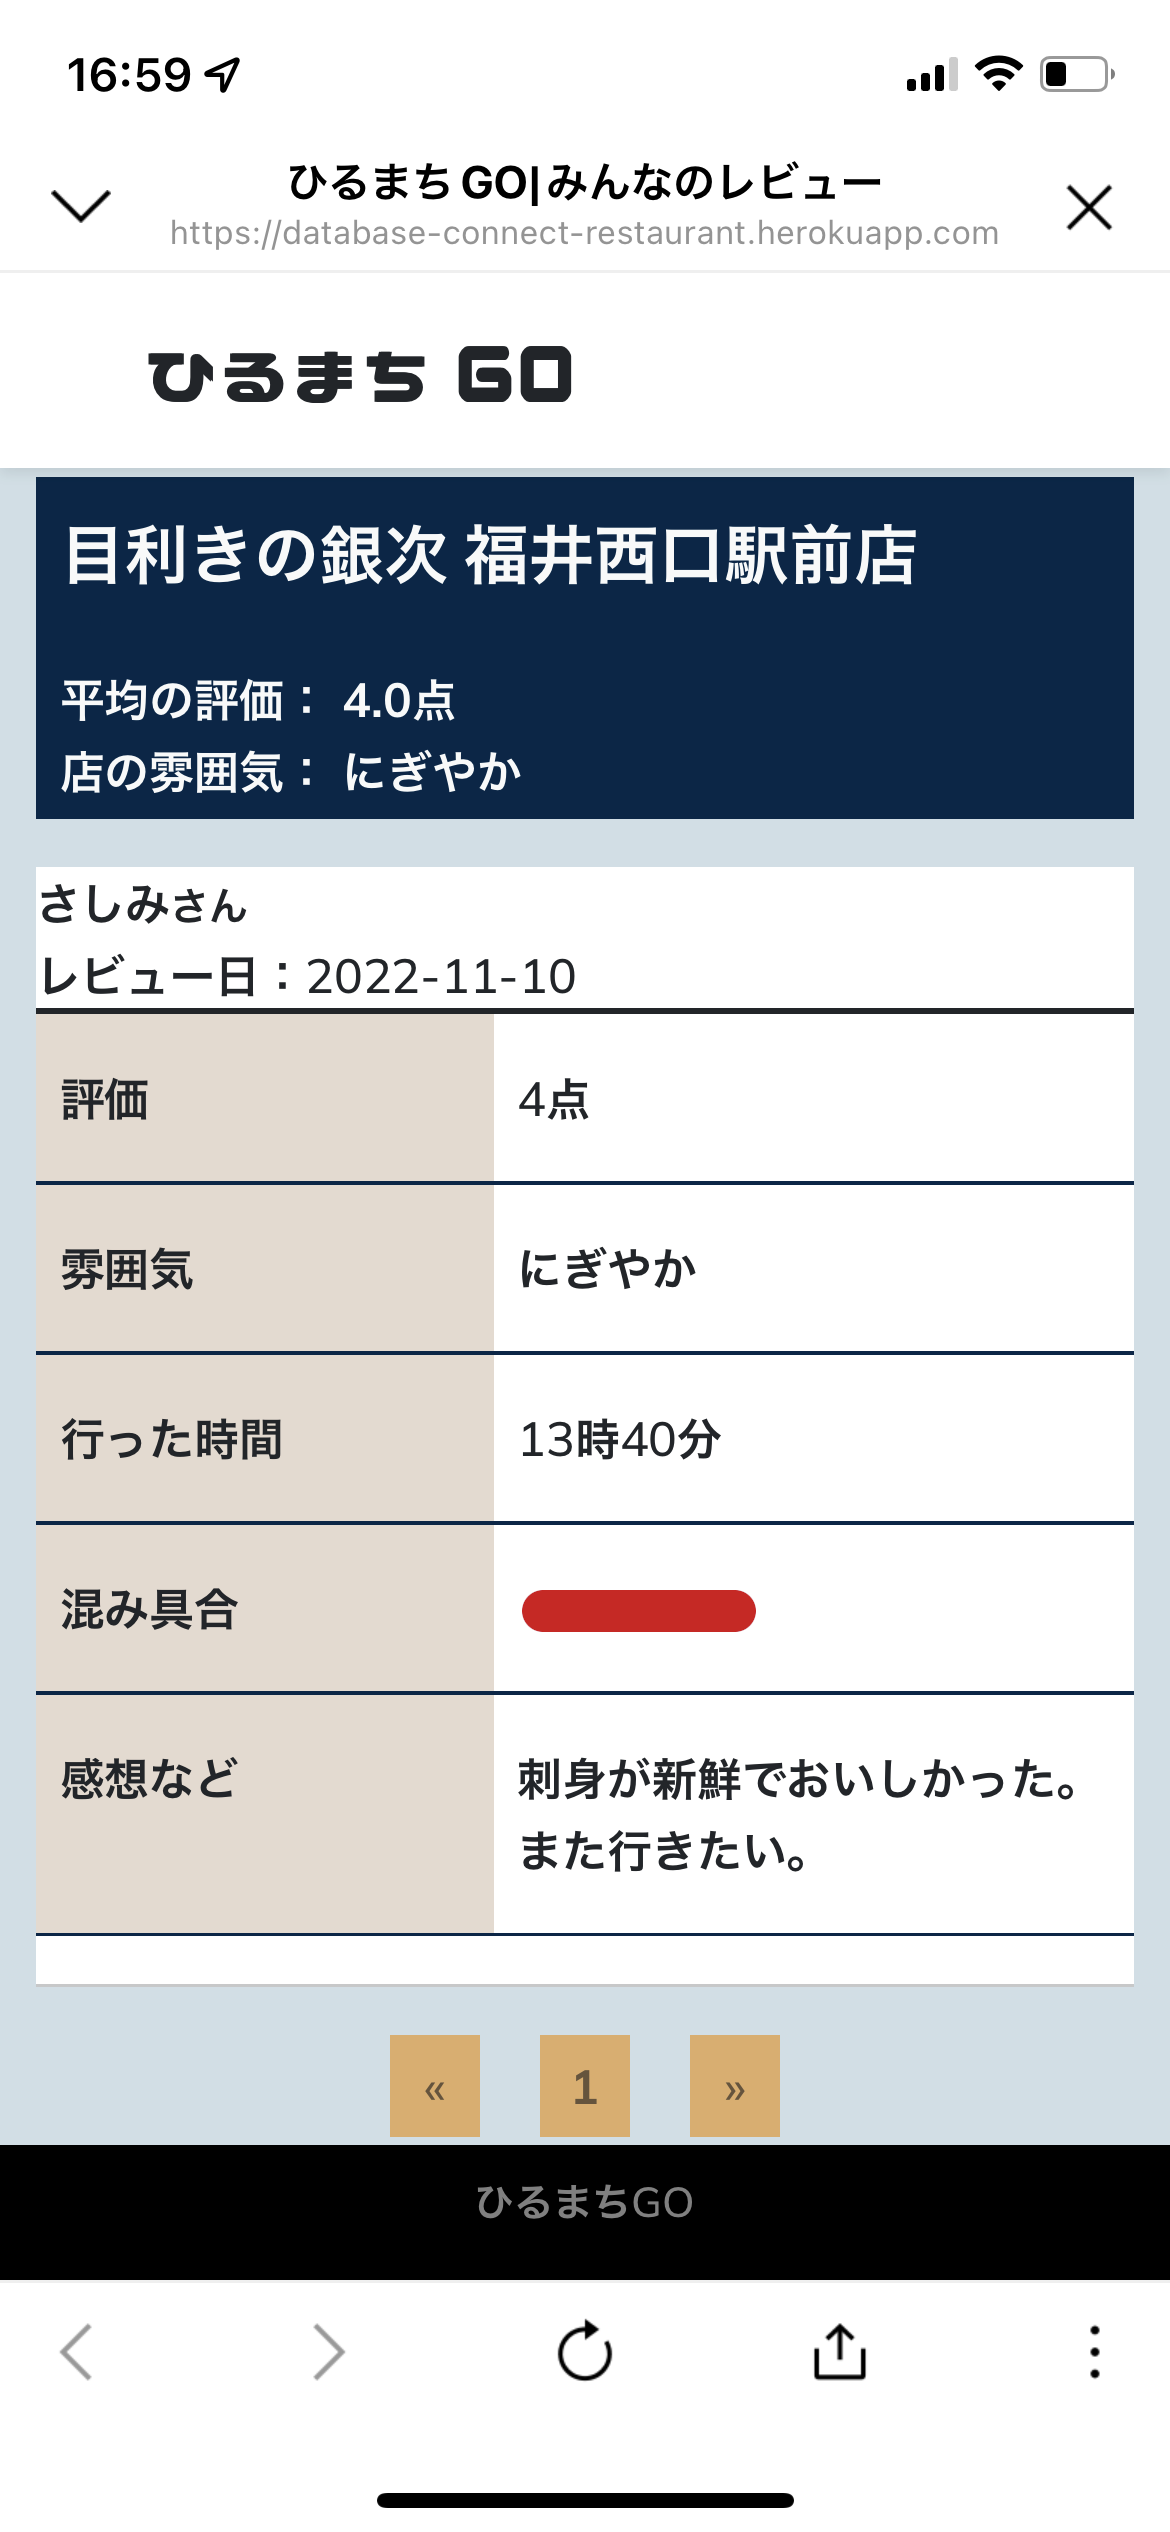 16:59
ひるまち GO|みんなのレビュー
https://database-connect-restaurant.herokuapp.com
ひるまち GO
目利きの銀次 福井西口駅前店
平均の評価： 4.0点
店の雰囲気： にぎやか
さしみさん
レビュー日：2022-11-10
評価 4点
雰囲気 にぎやか
行った時間 13時40分
混み具合
感想など 刺身が新鮮でおいしかった。
また行きたい。
« 1 »
ひるまちGO